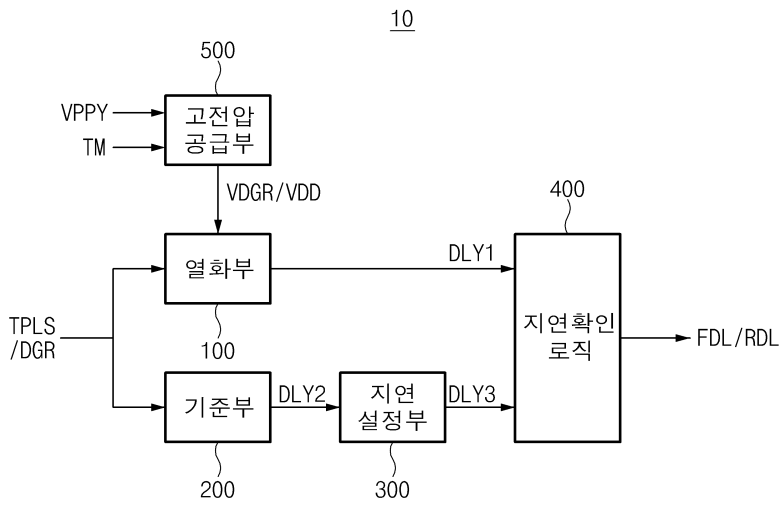 10
500
VPPY
TM
고전압
공급부
VDGR/VDD
400
열화부
DLY1
TPLS
/DGR
100
지연확인
로직
FDL/RDL
기준부
DLY2
지연
설정부
DLY3
200
300